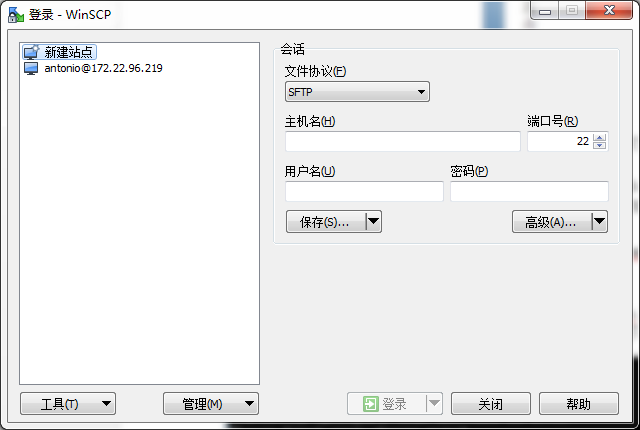 登录 - WinSCP
新建站点
antonio@172.22.96.219
会话
文件协议(F)
SFTP
主机名(H) 端口号(R)
22
用户名(U) 密码(P)
保存(S)... 高级(A)...
工具(T) 管理(M) 登录 关闭 帮助